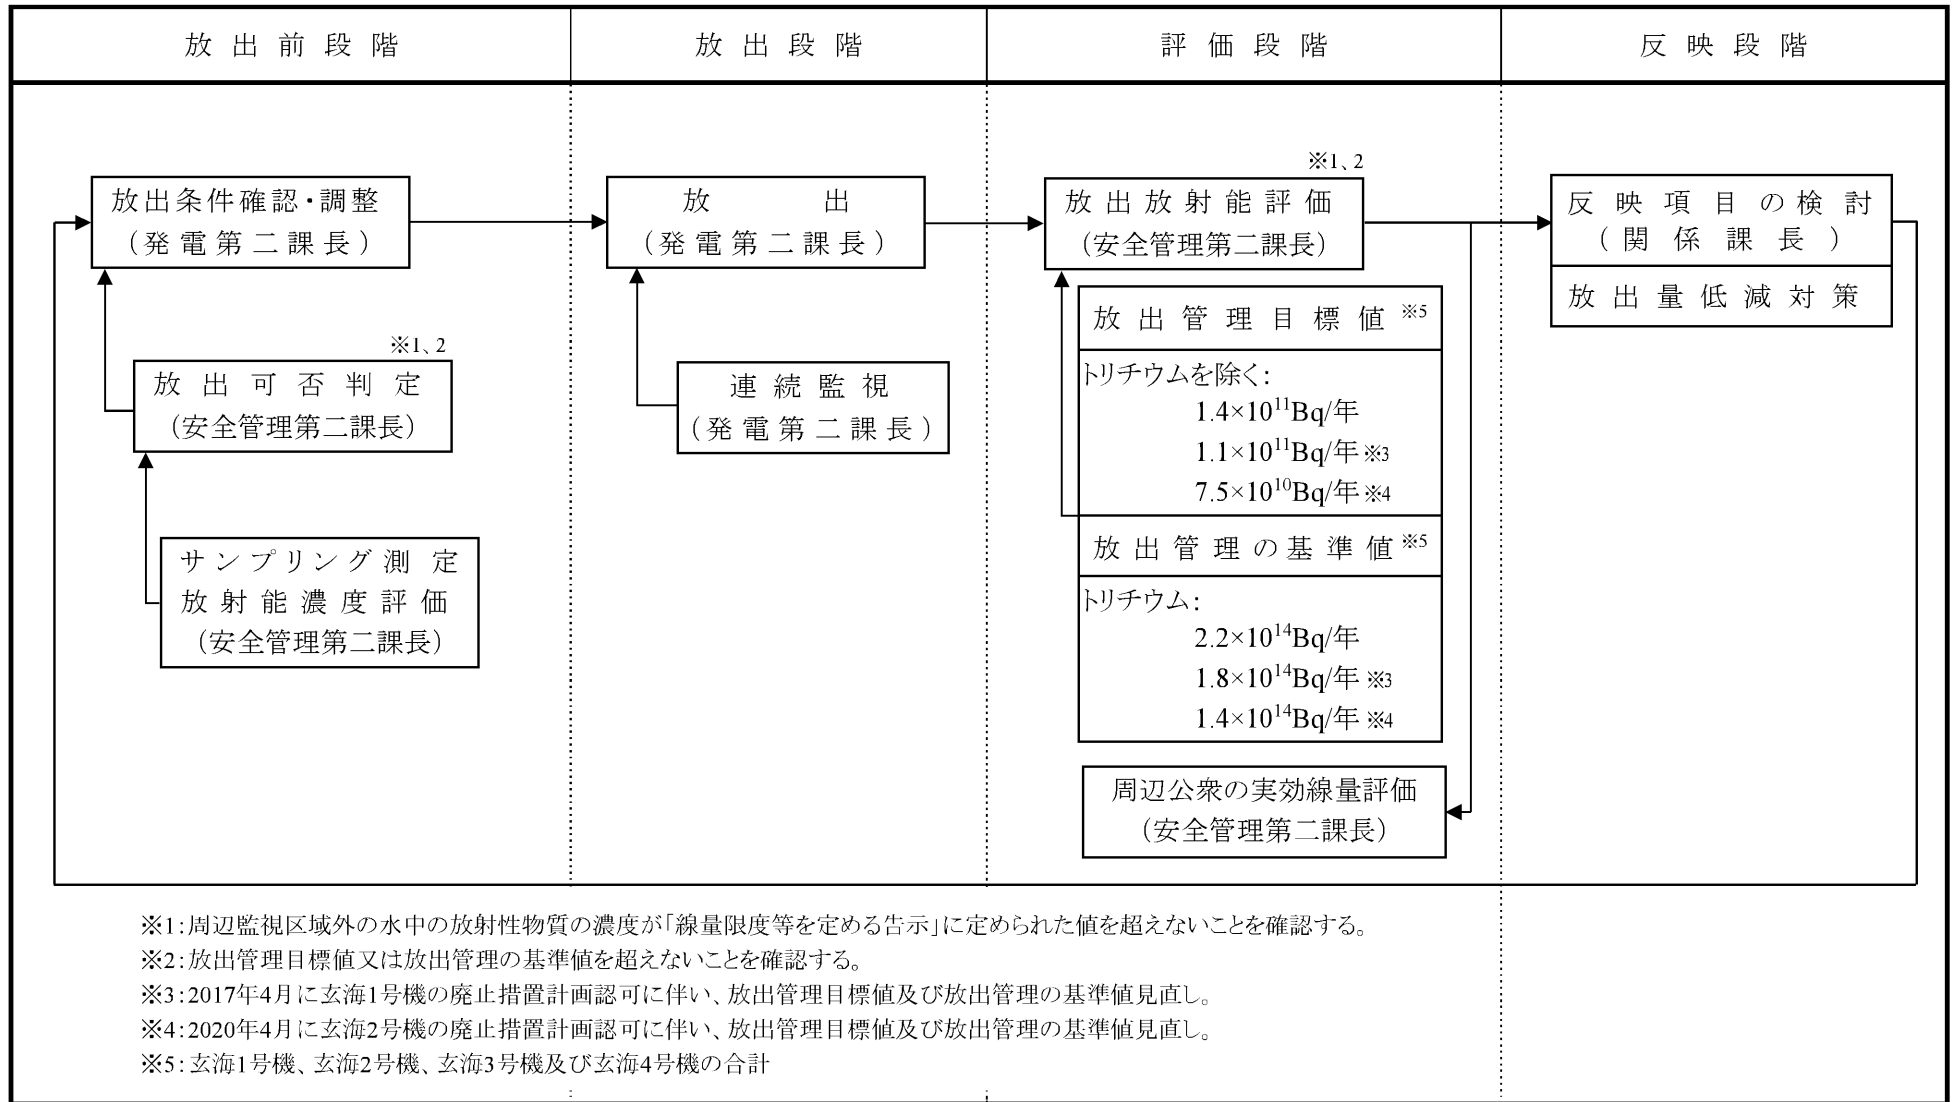 放出前段階
放出段階
評価段階
反映段階
放出条件確認・調整
(発電第二課長)
※1、2
放出可否判定
(安全管理第二課長)
サンプリング測定
放射能濃度評価
(安全管理第二課長)
放出
(発電第二課長)
連続監視
(発電第二課長)
※1、2
放出放射能評価
(安全管理第二課長)
放出管理目標値※5
トリチウムを除く:
1.4×10¹¹Bq/年
1.1×10¹¹Bq/年※3
7.5×10¹⁰Bq/年※4
放出管理の基準値※5
トリチウム:
2.2×10¹⁴Bq/年
1.8×10¹⁴Bq/年※3
1.4×10¹⁴Bq/年※4
周辺公衆の実効線量評価
(安全管理第二課長)
反映項目の検討
(関係課長)
放出量低減対策
※1:周辺監視区域外の水中の放射性物質の濃度が「線量限度等を定める告示」に定められた値を超えないことを確認する。
※2:放出管理目標値又は放出管理の基準値を超えないことを確認する。
※3:2017年4月に玄海1号機の廃止措置計画認可に伴い、放出管理目標値及び放出管理の基準値見直し。
※4:2020年4月に玄海2号機の廃止措置計画認可に伴い、放出管理目標値及び放出管理の基準値見直し。
※5:玄海1号機、玄海2号機、玄海3号機及び玄海4号機の合計